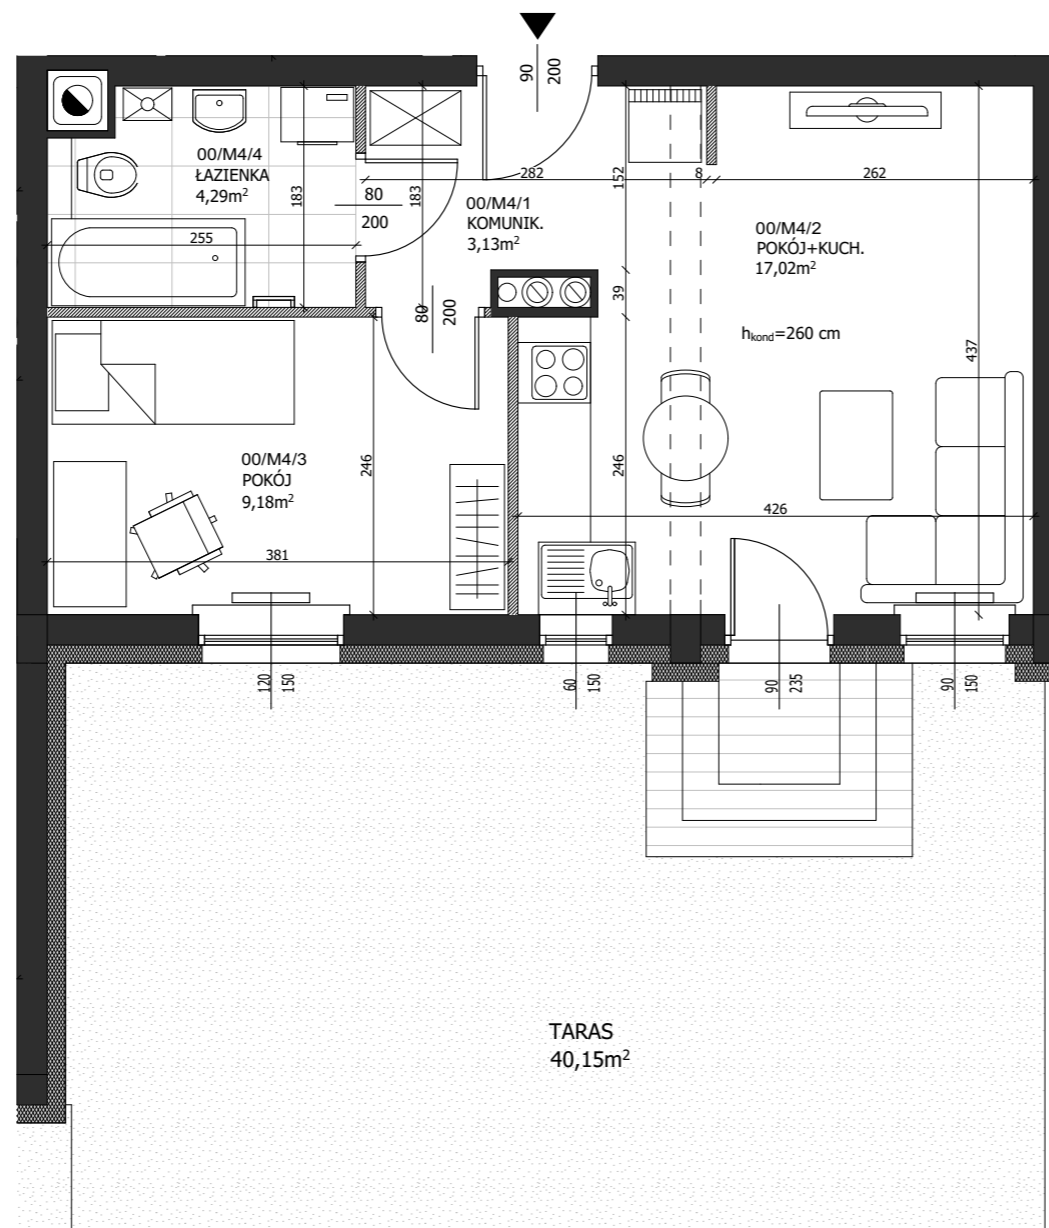 90
200
00/M4/4
ŁAZIENKA
4,29m²
183
80
200
183
282
152
8
262
00/M4/1
KOMUNIK.
3,13m²
00/M4/2
POKÓJ+KUCH.
17,02m²
255
39
80
200
hkond=260 cm
437
00/M4/3
POKÓJ
9,18m²
246
246
426
381
120
150
60
150
90
235
90
150
TARAS
40,15m²